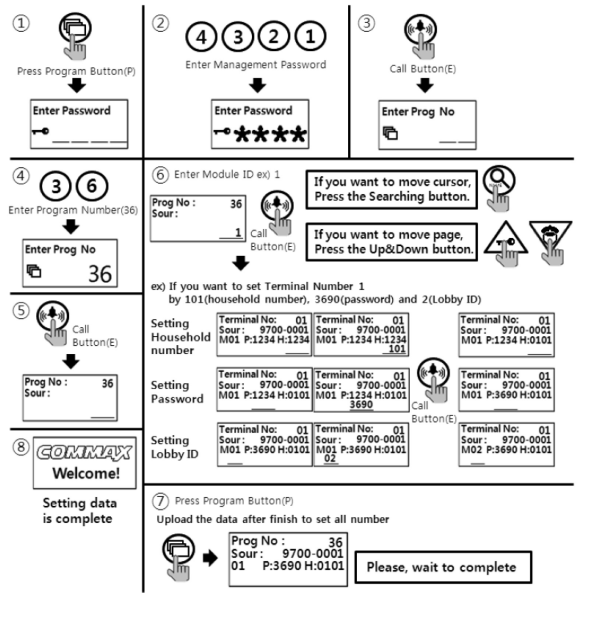 ①
Press Program Button(P)
Enter Password
②
4 3 2 1
Enter Management Password
Enter Password
****
③
Call Button(E)
Enter Prog No
④
3 6
Enter Program Number(36)
Enter Prog No
36
⑤
Call
Button(E)
Prog No : 36
Sour :
⑥ Enter Module ID ex) 1
Prog No : 36
Sour :
1
Call
Button(E)
If you want to move cursor,
Press the Searching button.
If you want to move page,
Press the Up&Down button.
ex) If you want to set Terminal Number 1
by 101(household number), 3690(password) and 2(Lobby ID)
Setting
Household
number
Terminal No: 01
Sour : 9700-0001
M01 P:1234 H:1234
Terminal No: 01
Sour : 9700-0001
M01 P:1234 H:1234
101
Terminal No: 01
Sour : 9700-0001
M01 P:1234 H:0101
Setting
Password
Terminal No: 01
Sour : 9700-0001
M01 P:1234 H:0101
Terminal No: 01
Sour : 9700-0001
M01 P:1234 H:0101
3690
Call
Button(E)
Terminal No: 01
Sour : 9700-0001
M01 P:3690 H:0101
Setting
Lobby ID
Terminal No: 01
Sour : 9700-0001
M01 P:3690 H:0101
Terminal No: 01
Sour : 9700-0001
M01 P:3690 H:0101
02
Terminal No: 01
Sour : 9700-0001
M02 P:3690 H:0101
⑦ Press Program Button(P)
Upload the data after finish to set all number
Prog No : 36
Sour : 9700-0001
01 P:3690 H:0101
Please, wait to complete
⑧
COMMAX
Welcome!
Setting data
is complete